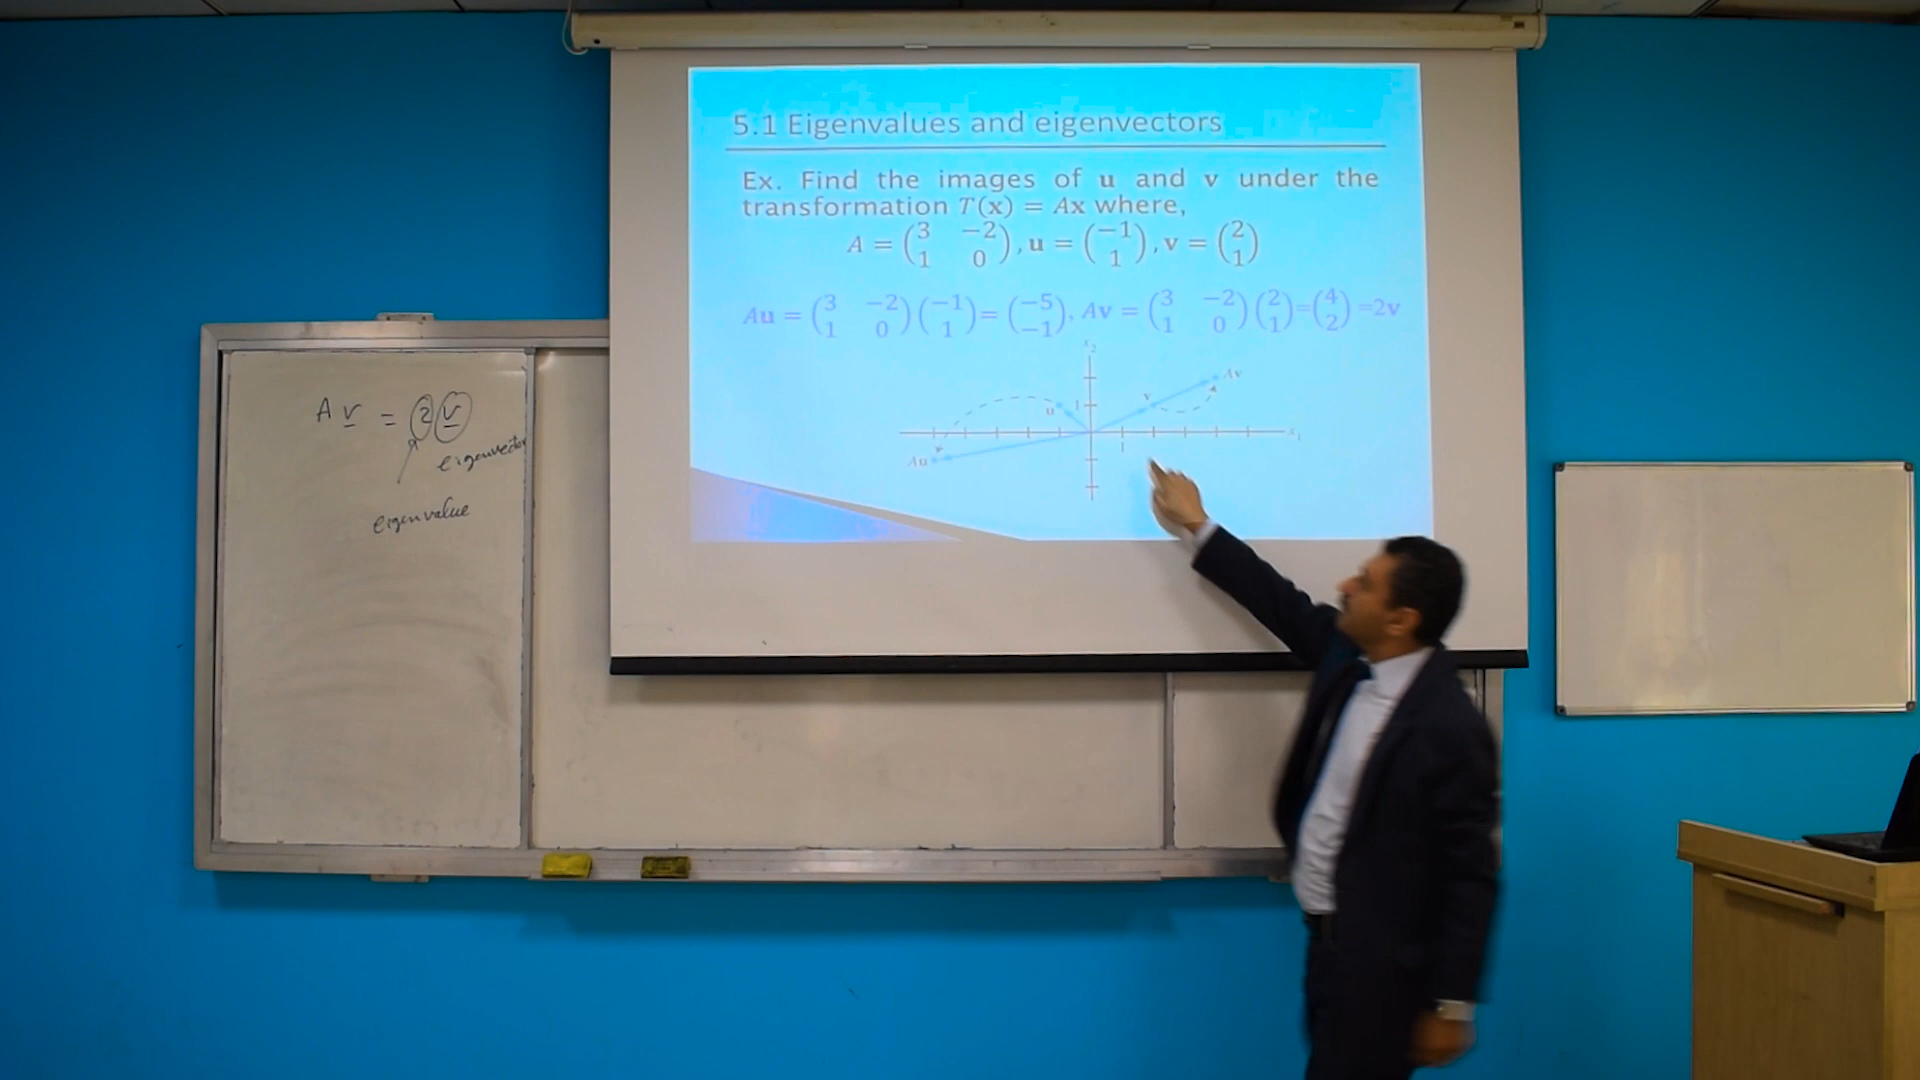 5.1 Eigenvalues and eigenvectors
Ex. Find the images of u and v under the
transformation T(x) = Ax where,
A = (3 −2; 1 0), u = (−1; 1), v = (2; 1)
Au = (3 −2; 1 0)(−1; 1)= (−5; −1), Av = (3 −2; 1 0)(2; 1)=(4; 2)=2v
x₂
Av
v
u
1
x₁
1
Au
A v = 2 v
eigenvector
eigenvalue